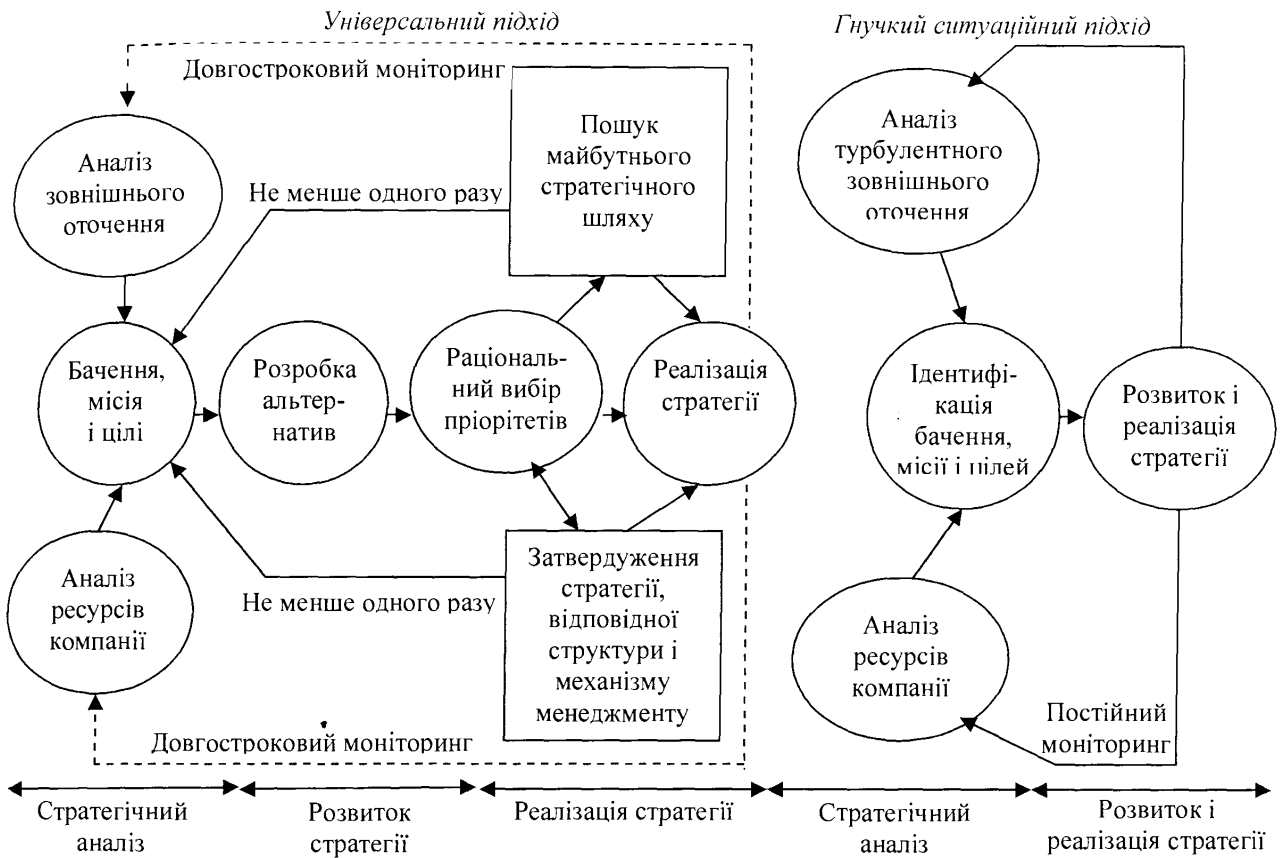 Універсальний підхід
Довгостроковий моніторинг
Пошук
майбутнього
стратегічного
шляху
Аналіз
зовнішнього
оточення
Не менше одного разу
Бачення,
місія
і цілі
Розробка
альтер-
натив
Раціональ-
ний вибір
пріорітетів
Реалізація
стратегії
Аналіз
ресурсів
компанії
Не менше одного разу
Затвердуження
стратегії,
відповідної
структури і
механізму
менеджменту
Довгостроковий моніторинг
Стратегічний
аналіз
Розвиток
стратегії
Реалізація стратегії
Гнучкий ситуаційний підхід
Аналіз
турбулентного
зовнішнього
оточення
Ідентифі-
кація
бачення,
місії і цілей
Розвиток і
реалізація
стратегії
Аналіз
ресурсів
компанії
Постійний
моніторинг
Стратегічний
аналіз
Розвиток і
реалізація стратегії